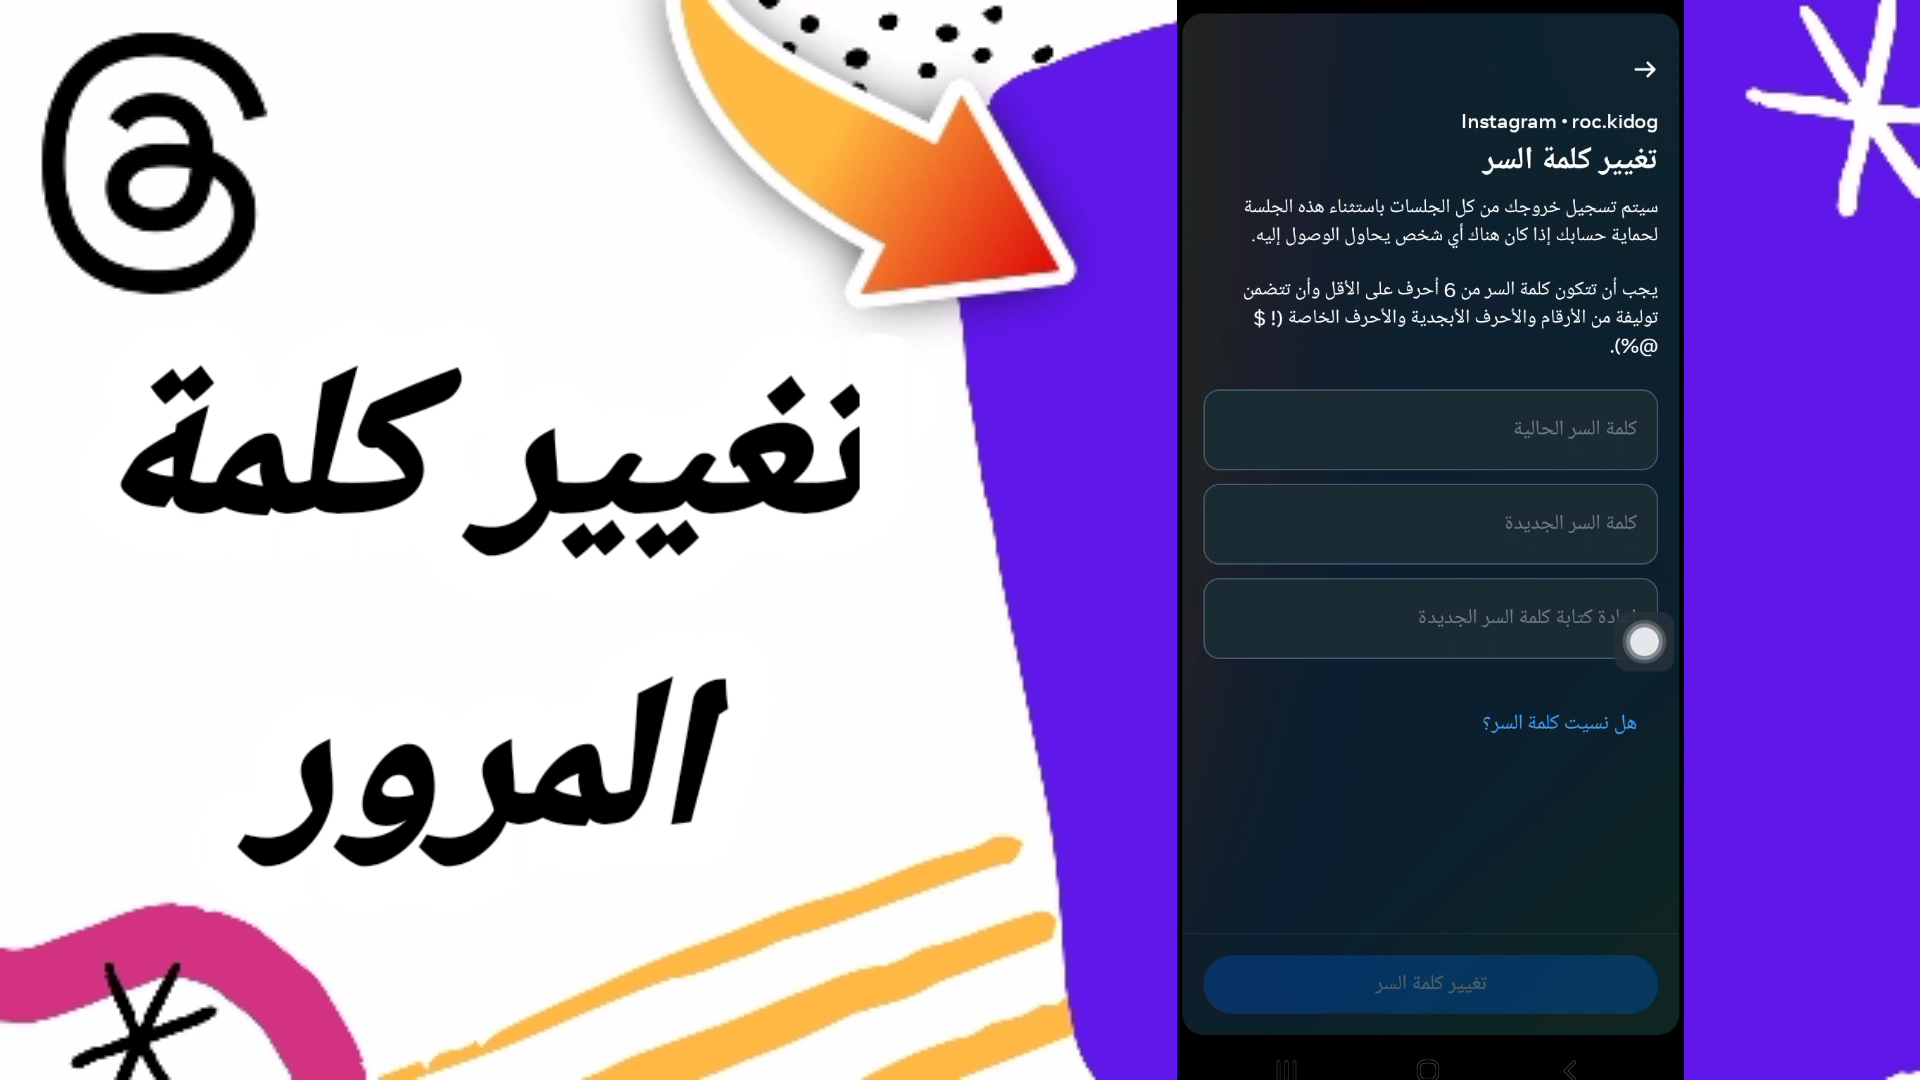 تغيير كلمة
المرور
Instagram • roc.kidog
تغيير كلمة السر
سيتم تسجيل خروجك من كل الجلسات باستثناء هذه الجلسة
لحماية حسابك إذا كان هناك أي شخص يحاول الوصول إليه.
يجب أن تتكون كلمة السر من 6 أحرف على الأقل وأن تتضمن
توليفة من الأرقام والأحرف الأبجدية والأحرف الخاصة (!$
@%).
كلمة السر الحالية
كلمة السر الجديدة
إعادة كتابة كلمة السر الجديدة
هل نسيت كلمة السر؟
تغيير كلمة السر